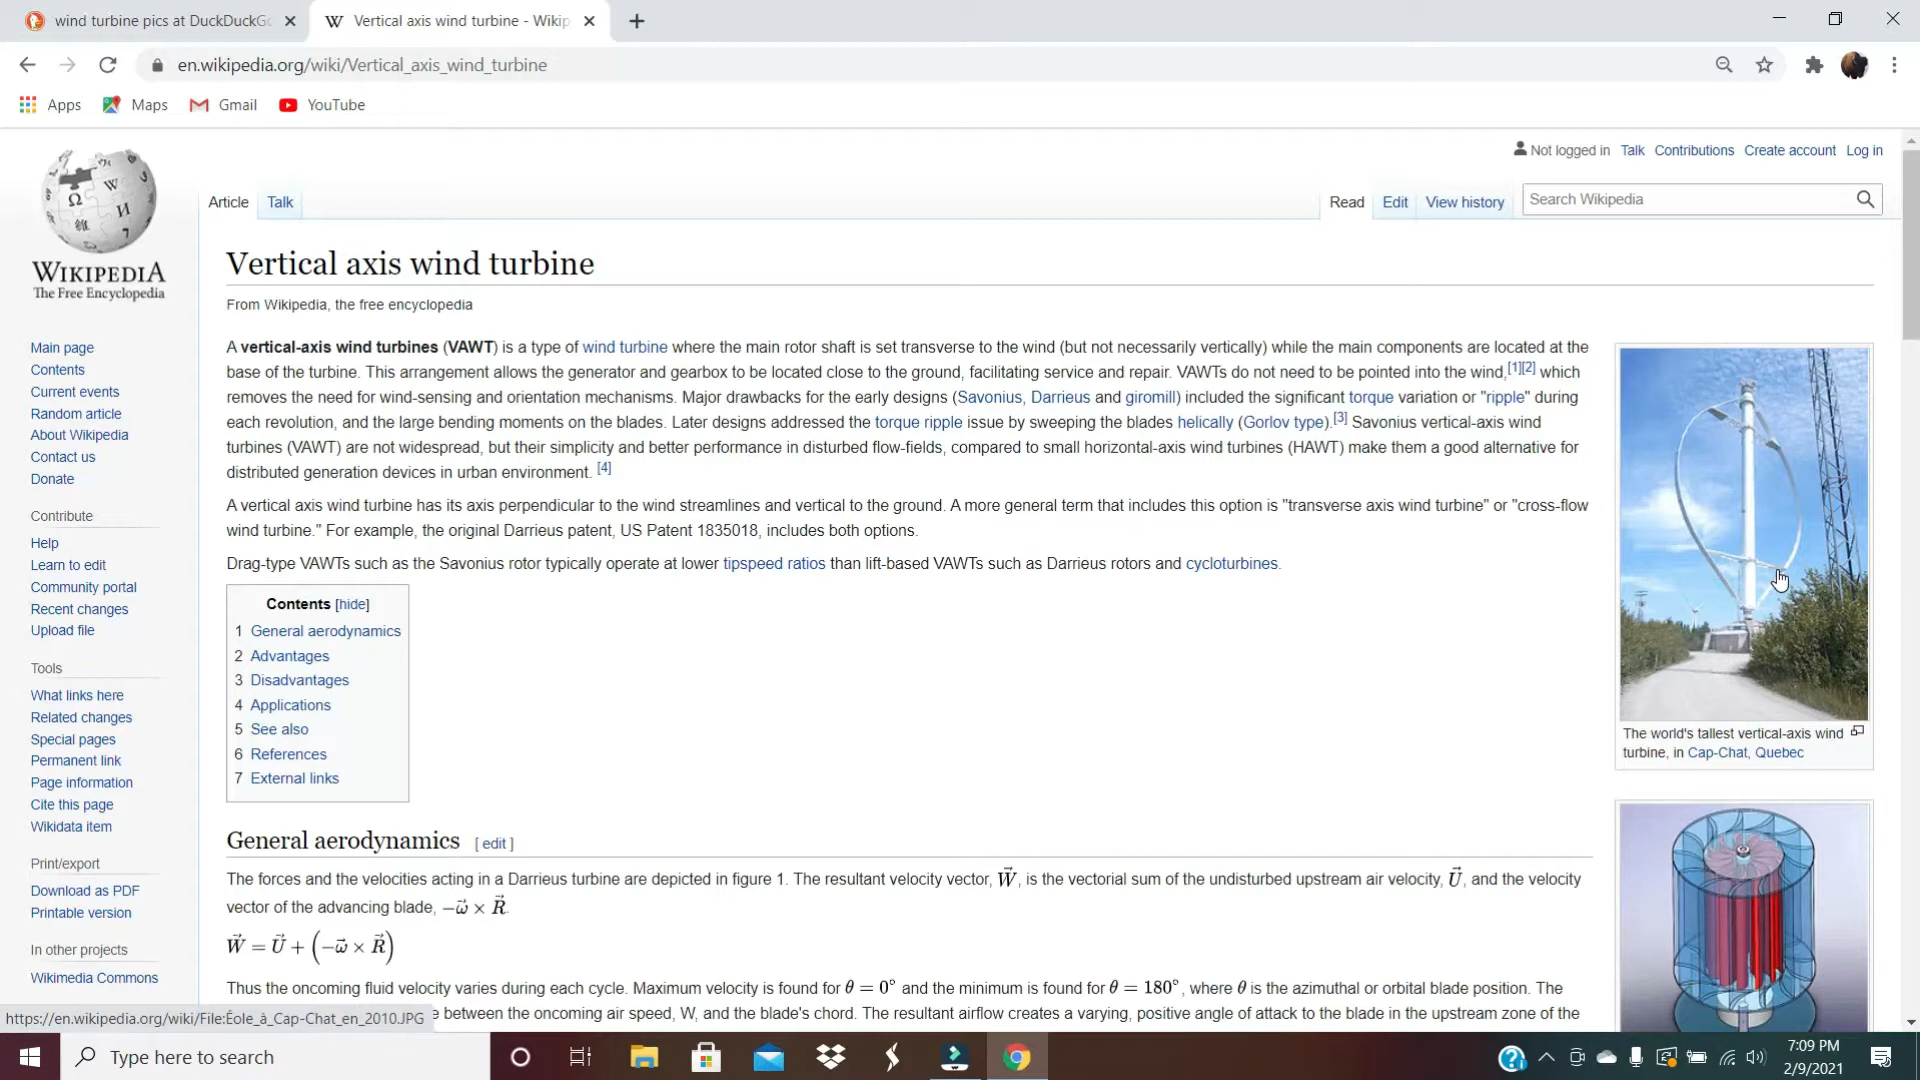 wind turbine pics at DuckDuckGo
Vertical axis wind turbine - Wikip
en.wikipedia.org/wiki/Vertical_axis_wind_turbine
Apps Maps Gmail YouTube
Not logged in Talk Contributions Create account Log in
Article Talk Read Edit View history Search Wikipedia
WIKIPEDIA
The Free Encyclopedia
Main page
Contents
Current events
Random article
About Wikipedia
Contact us
Donate
Contribute
Help
Learn to edit
Community portal
Recent changes
Upload file
Tools
What links here
Related changes
Special pages
Permanent link
Page information
Cite this page
Wikidata item
Print/export
Download as PDF
Printable version
In other projects
Wikimedia Commons
Vertical axis wind turbine
From Wikipedia, the free encyclopedia
A vertical-axis wind turbines (VAWT) is a type of wind turbine where the main rotor shaft is set transverse to the wind (but not necessarily vertically) while the main components are located at the
base of the turbine. This arrangement allows the generator and gearbox to be located close to the ground, facilitating service and repair. VAWTs do not need to be pointed into the wind,[1][2] which
removes the need for wind-sensing and orientation mechanisms. Major drawbacks for the early designs (Savonius, Darrieus and giromill) included the significant torque variation or "ripple" during
each revolution, and the large bending moments on the blades. Later designs addressed the torque ripple issue by sweeping the blades helically (Gorlov type).[3] Savonius vertical-axis wind
turbines (VAWT) are not widespread, but their simplicity and better performance in disturbed flow-fields, compared to small horizontal-axis wind turbines (HAWT) make them a good alternative for
distributed generation devices in urban environment. [4]
A vertical axis wind turbine has its axis perpendicular to the wind streamlines and vertical to the ground. A more general term that includes this option is "transverse axis wind turbine" or "cross-flow
wind turbine." For example, the original Darrieus patent, US Patent 1835018, includes both options.
Drag-type VAWTs such as the Savonius rotor typically operate at lower tipspeed ratios than lift-based VAWTs such as Darrieus rotors and cycloturbines.
The world's tallest vertical-axis wind
turbine, in Cap-Chat, Quebec
Contents [hide]
1 General aerodynamics
2 Advantages
3 Disadvantages
4 Applications
5 See also
6 References
7 External links
General aerodynamics [ edit ]
The forces and the velocities acting in a Darrieus turbine are depicted in figure 1. The resultant velocity vector, W⃗, is the vectorial sum of the undisturbed upstream air velocity, U⃗, and the velocity
vector of the advancing blade, −ω⃗ × R⃗.
W⃗ = U⃗ + (−ω⃗ × R⃗)
Thus the oncoming fluid velocity varies during each cycle. Maximum velocity is found for θ = 0° and the minimum is found for θ = 180°, where θ is the azimuthal or orbital blade position. The
e between the oncoming air speed, W, and the blade's chord. The resultant airflow creates a varying, positive angle of attack to the blade in the upstream zone of the
https://en.wikipedia.org/wiki/File:Éole_à_Cap-Chat_en_2010.JPG
Type here to search
7:09 PM
2/9/2021